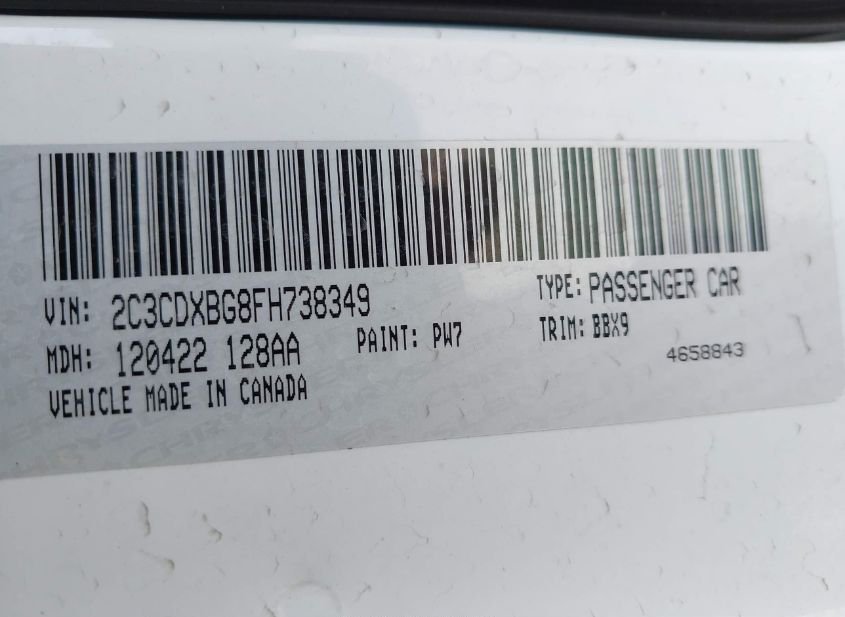 VIN: 2C3CDXBG8FH738349
TYPE: PASSENGER CAR
MDH: 120422 128AA
PAINT: PW7
TRIM: BBX9
VEHICLE MADE IN CANADA
4658843